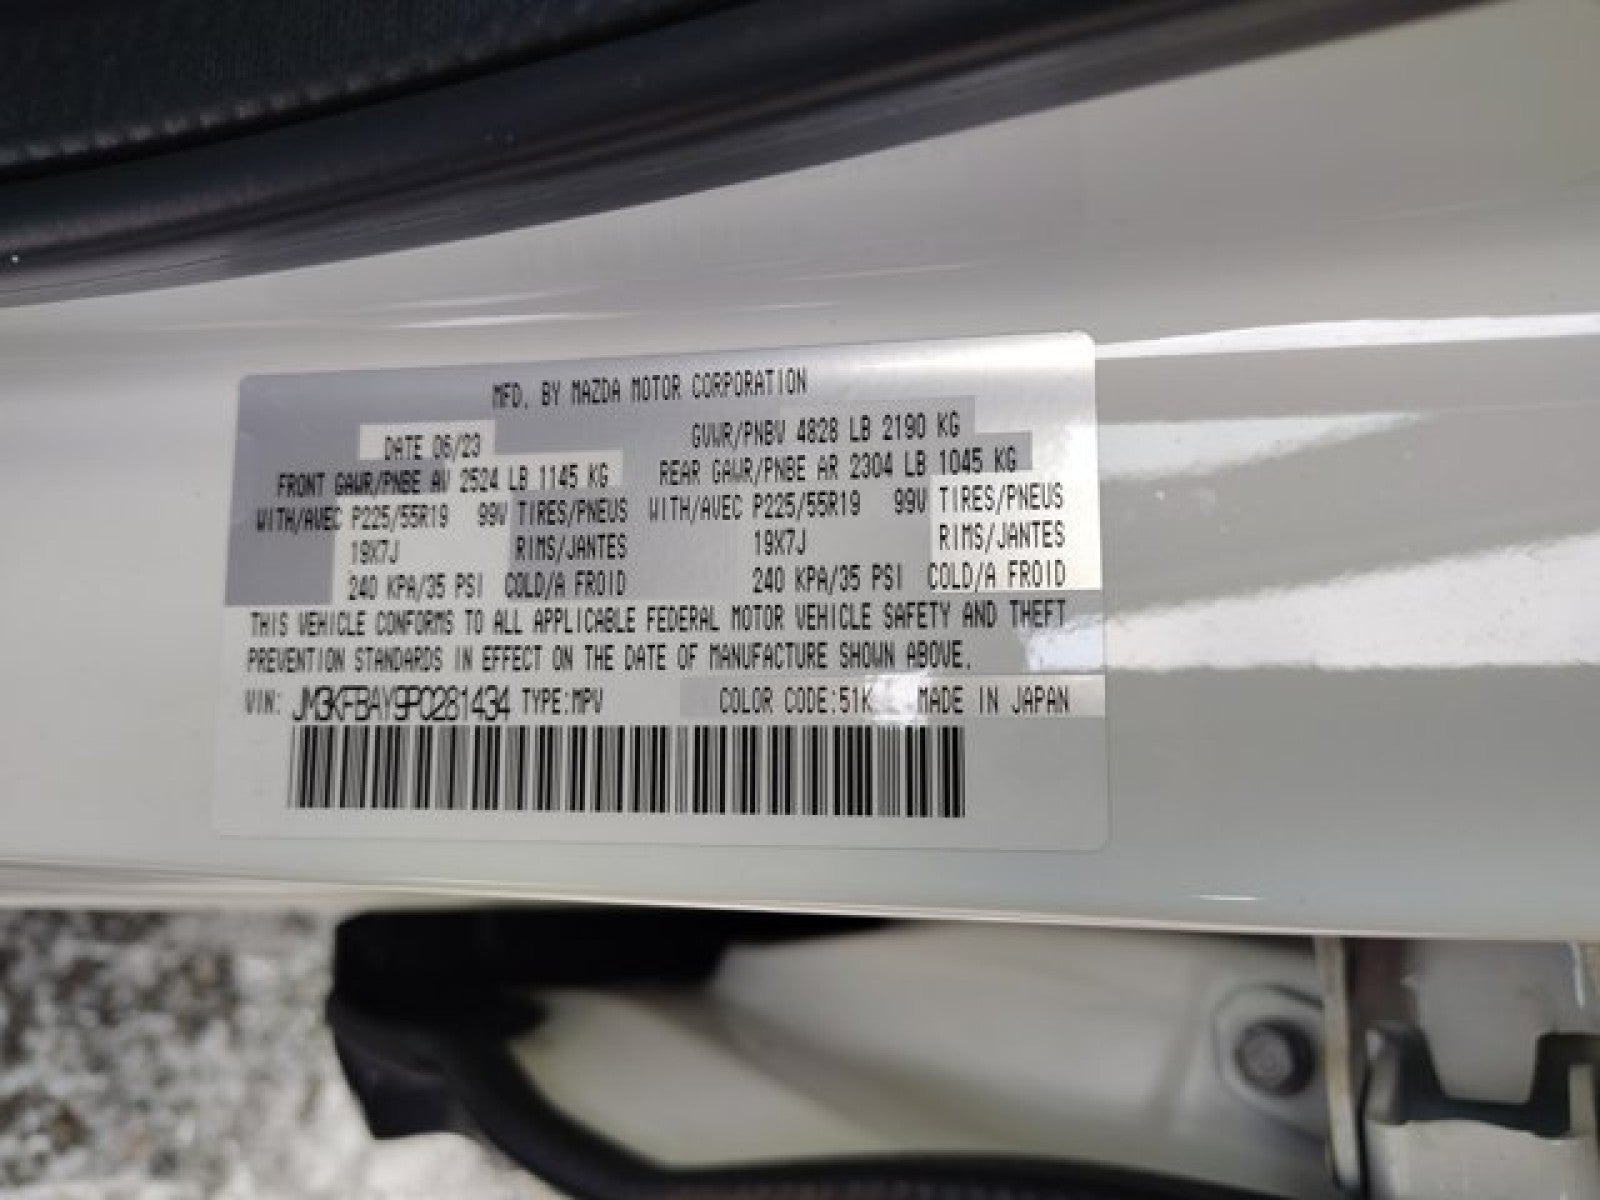 MFD. BY MAZDA MOTOR CORPORATION
DATE 06/23 GVWR/PNBV 4828 LB 2190 KG
FRONT GAWR/PNBE AV 2524 LB 1145 KG REAR GAWR/PNBE AR 2304 LB 1045 KG
WITH/AVEC P225/55R19 99V TIRES/PNEUS WITH/AVEC P225/55R19 99V TIRES/PNEUS
19X7J RIMS/JANTES 19X7J RIMS/JANTES
240 KPA/35 PSI COLD/A FROID 240 KPA/35 PSI COLD/A FROID
THIS VEHICLE CONFORMS TO ALL APPLICABLE FEDERAL MOTOR VEHICLE SAFETY AND THEFT
PREVENTION STANDARDS IN EFFECT ON THE DATE OF MANUFACTURE SHOWN ABOVE.
VIN: JM3KFBAY9P0281434 TYPE:MPV COLOR CODE:51K MADE IN JAPAN